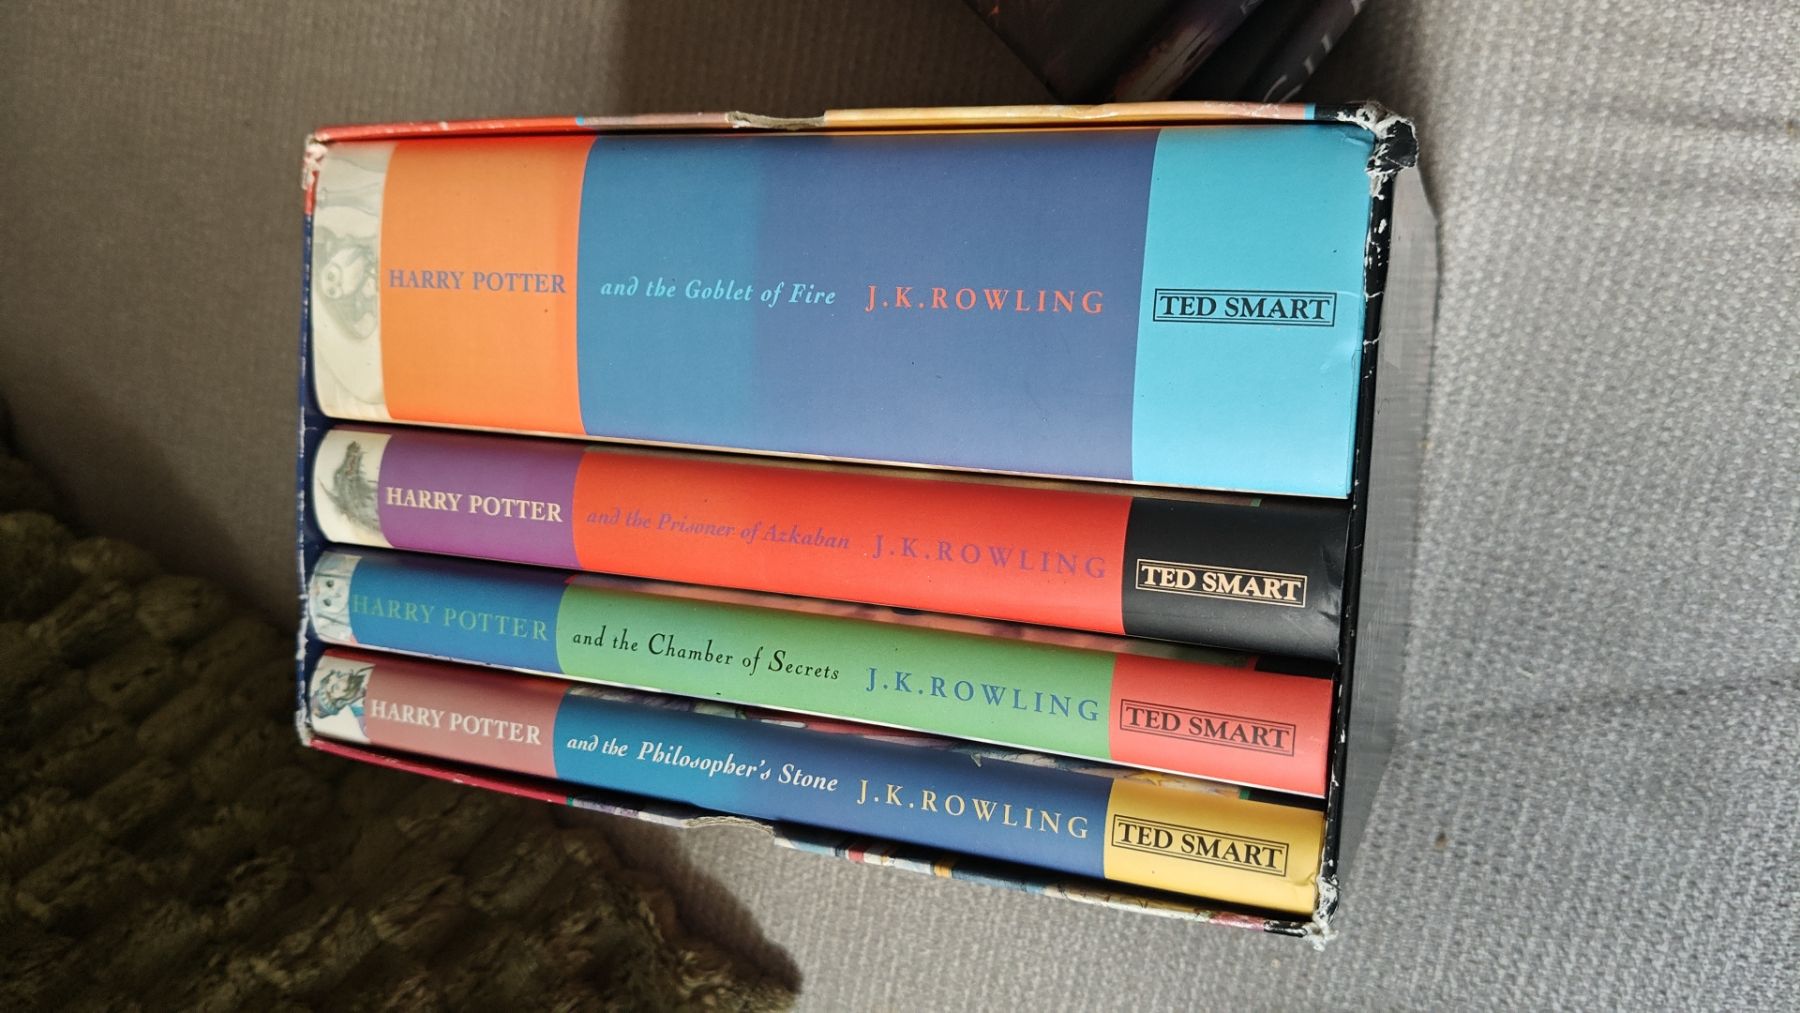 HARRY POTTER and the Goblet of Fire J.K.ROWLING TED SMART
HARRY POTTER and the Prisoner of Azkaban J.K.ROWLING TED SMART
HARRY POTTER and the Chamber of Secrets J.K.ROWLING TED SMART
HARRY POTTER and the Philosopher's Stone J.K.ROWLING TED SMART